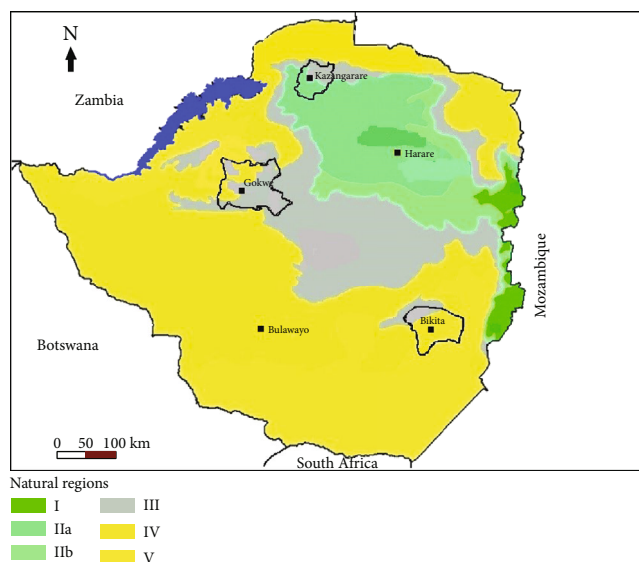 N
Zambia
Kazangarare
Harare
Gokwe
Mozambique
Bikita
Bulawayo
Botswana
0 50 100 km
South Africa
Natural regions
I III
IIa IV
IIb V